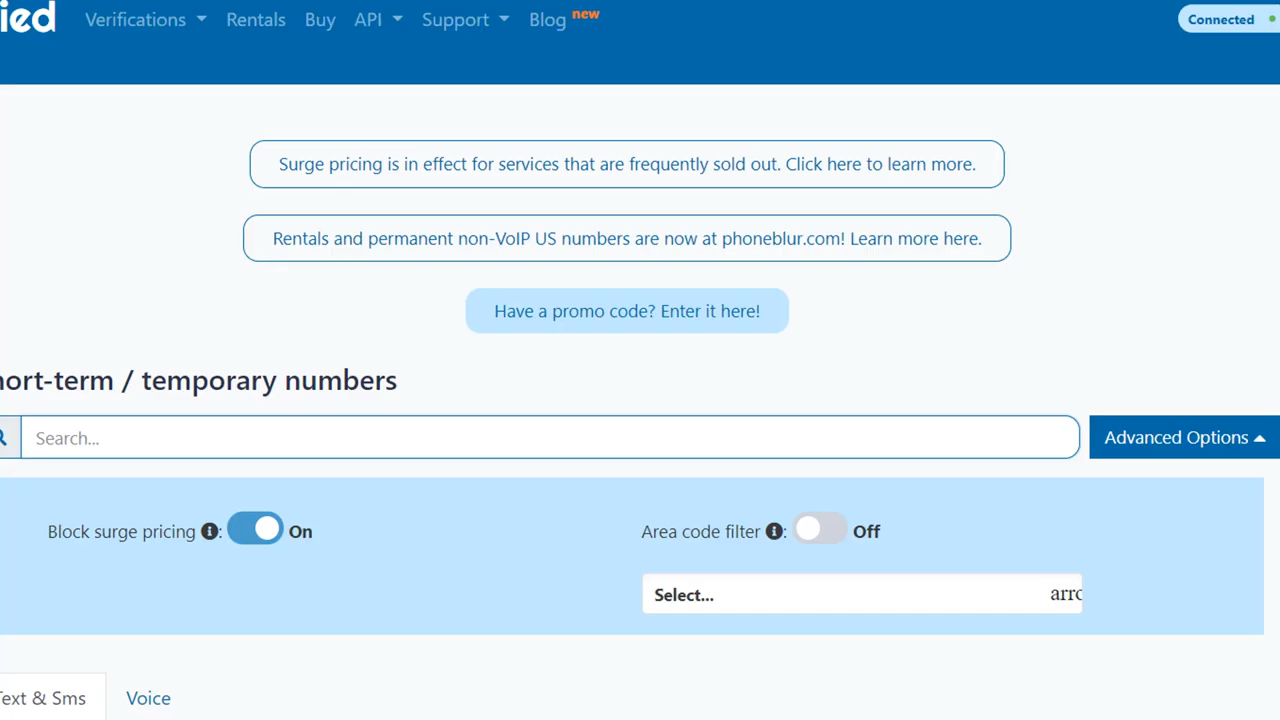 ied
Verifications Rentals Buy API Support Blog new
Connected
Surge pricing is in effect for services that are frequently sold out. Click here to learn more.
Rentals and permanent non-VoIP US numbers are now at phoneblur.com! Learn more here.
Have a promo code? Enter it here!
hort-term / temporary numbers
Search...
Advanced Options
Block surge pricing : On
Area code filter : Off
Select... arro
Text & Sms Voice